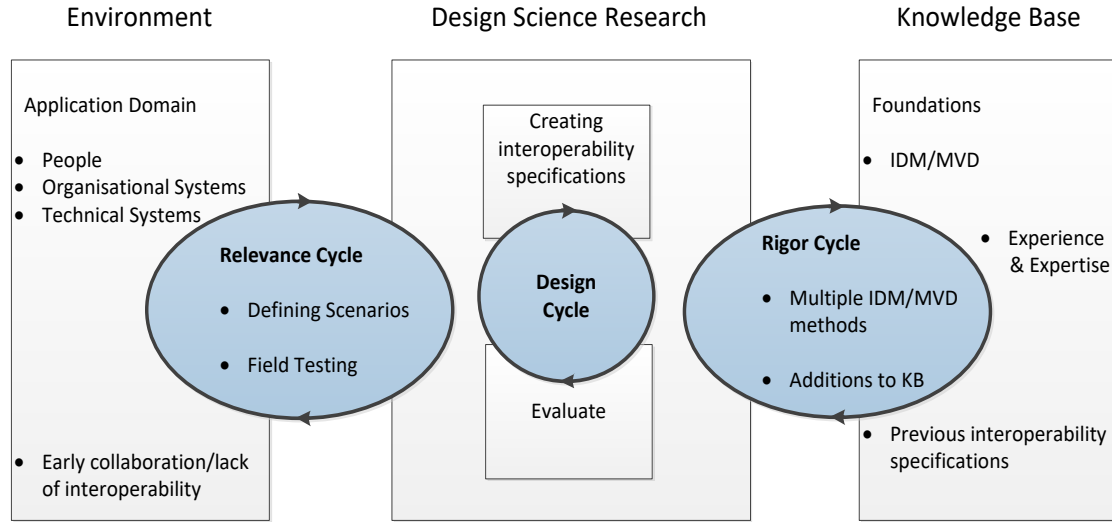 Environment
Design Science Research
Knowledge Base
Application Domain
• People
• Organisational Systems
• Technical Systems
Relevance Cycle
• Defining Scenarios
• Field Testing
• Early collaboration/lack
of interoperability
Creating
interoperability
specifications
Design
Cycle
Evaluate
Foundations
• IDM/MVD
• Experience
& Expertise
Rigor Cycle
• Multiple IDM/MVD
methods
• Additions to KB
• Previous interoperability
specifications